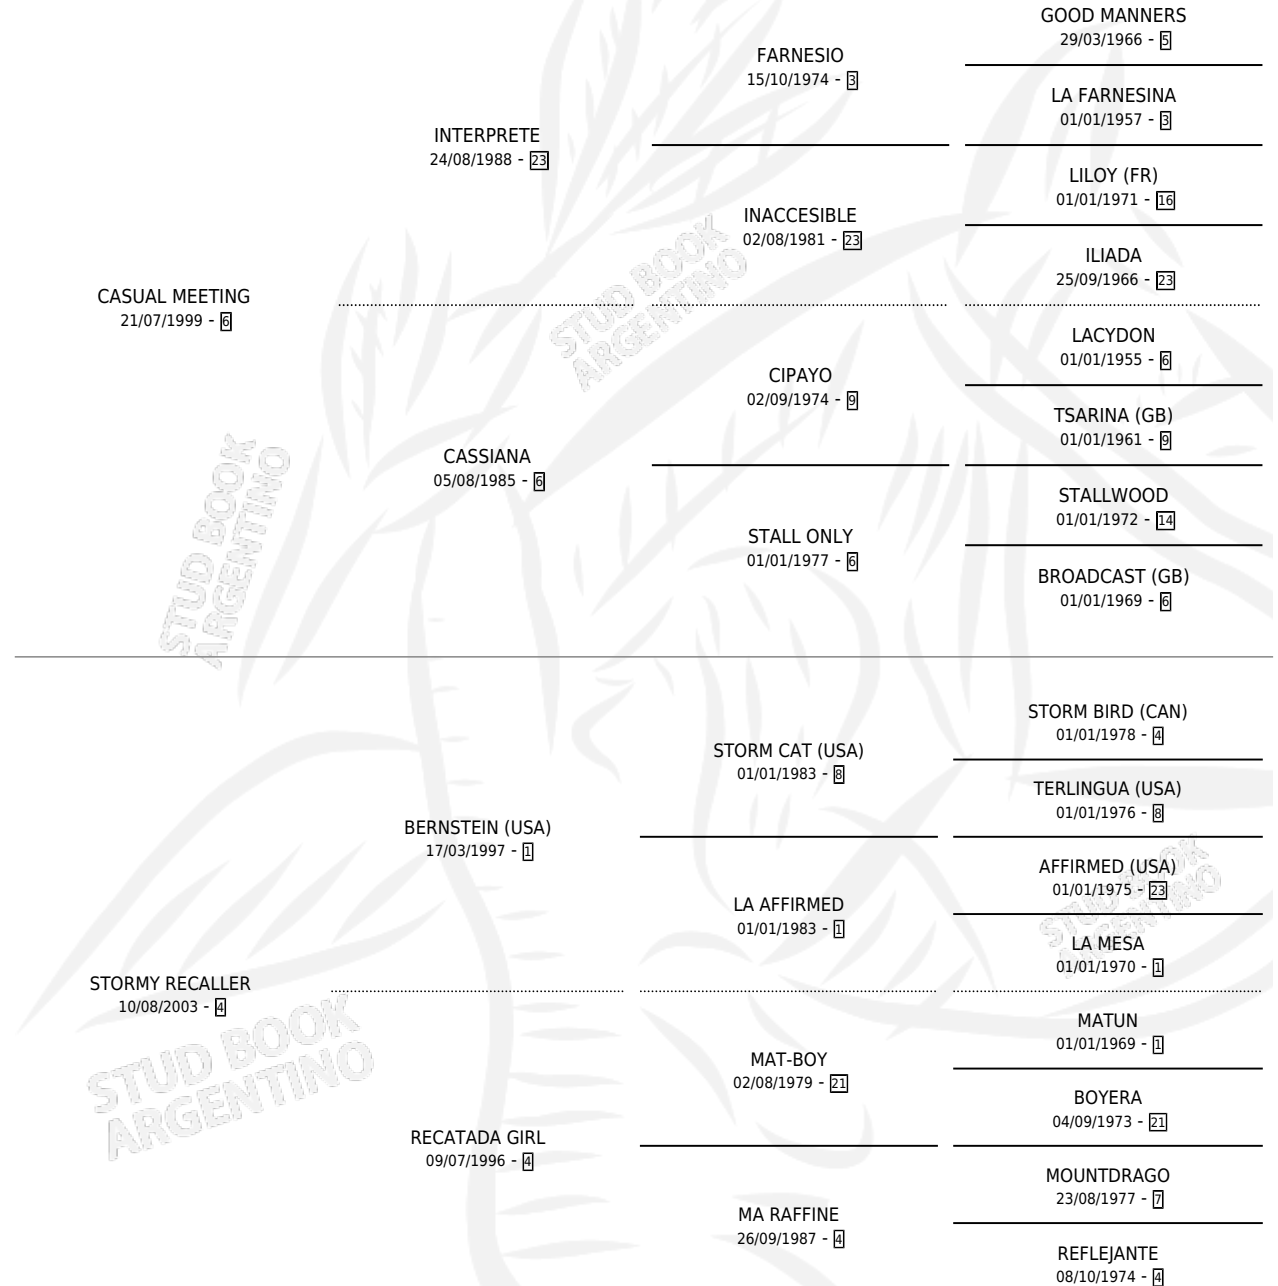 GOOD MANNERS
29/03/1966 - 5
FARNESIO
15/10/1974 - 3
LA FARNESINA
01/01/1957 - 3
INTERPRETE
24/08/1988 - 23
LILOY (FR)
01/01/1971 - 16
INACCESIBLE
02/08/1981 - 23
ILIADA
25/09/1966 - 23
CASUAL MEETING
21/07/1999 - 6
LACYDON
01/01/1955 - 6
CIPAYO
02/09/1974 - 9
TSARINA (GB)
01/01/1961 - 9
CASSIANA
05/08/1985 - 6
STALLWOOD
01/01/1972 - 14
STALL ONLY
01/01/1977 - 6
BROADCAST (GB)
01/01/1969 - 6
STORM BIRD (CAN)
01/01/1978 - 4
STORM CAT (USA)
01/01/1983 - 8
TERLINGUA (USA)
01/01/1976 - 8
BERNSTEIN (USA)
17/03/1997 - 1
AFFIRMED (USA)
01/01/1975 - 23
LA AFFIRMED
01/01/1983 - 1
LA MESA
01/01/1970 - 1
STORMY RECALLER
10/08/2003 - 4
MATUN
01/01/1969 - 1
MAT-BOY
02/08/1979 - 21
BOYERA
04/09/1973 - 21
RECATADA GIRL
09/07/1996 - 4
MOUNTDRAGO
23/08/1977 - 7
MA RAFFINE
26/09/1987 - 4
REFLEJANTE
08/10/1974 - 4
STUD BOOK
ARGENTINO
STUD BOOK
ARGENTINO
STUD BOOK
ARGENTINO
STUD BOOK
ARGENTINO